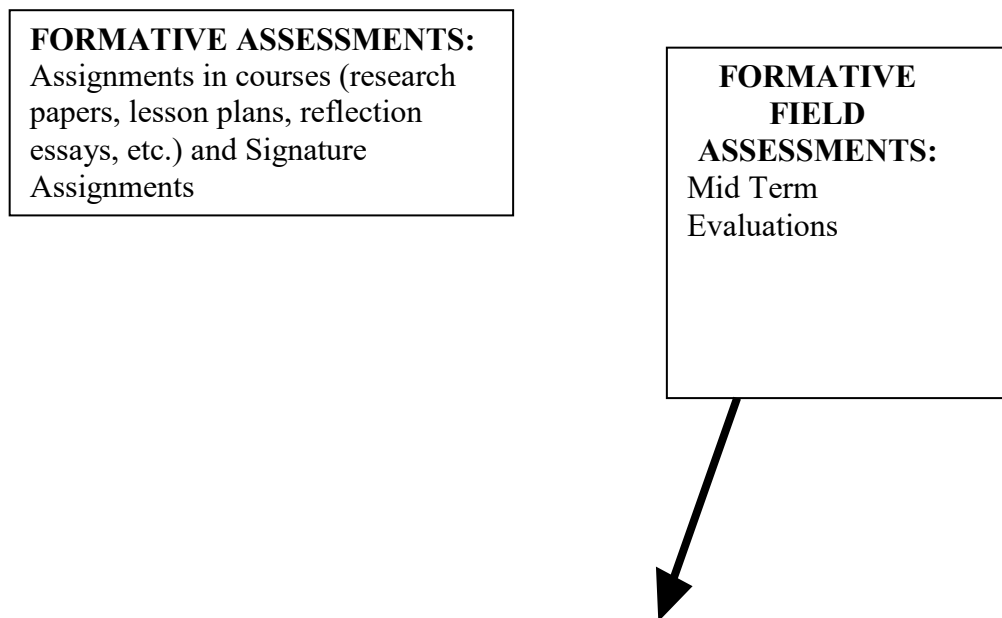 FORMATIVE ASSESSMENTS:
Assignments in courses (research
papers, lesson plans, reflection
essays, etc.) and Signature
Assignments
FORMATIVE
FIELD
ASSESSMENTS:
Mid Term
Evaluations